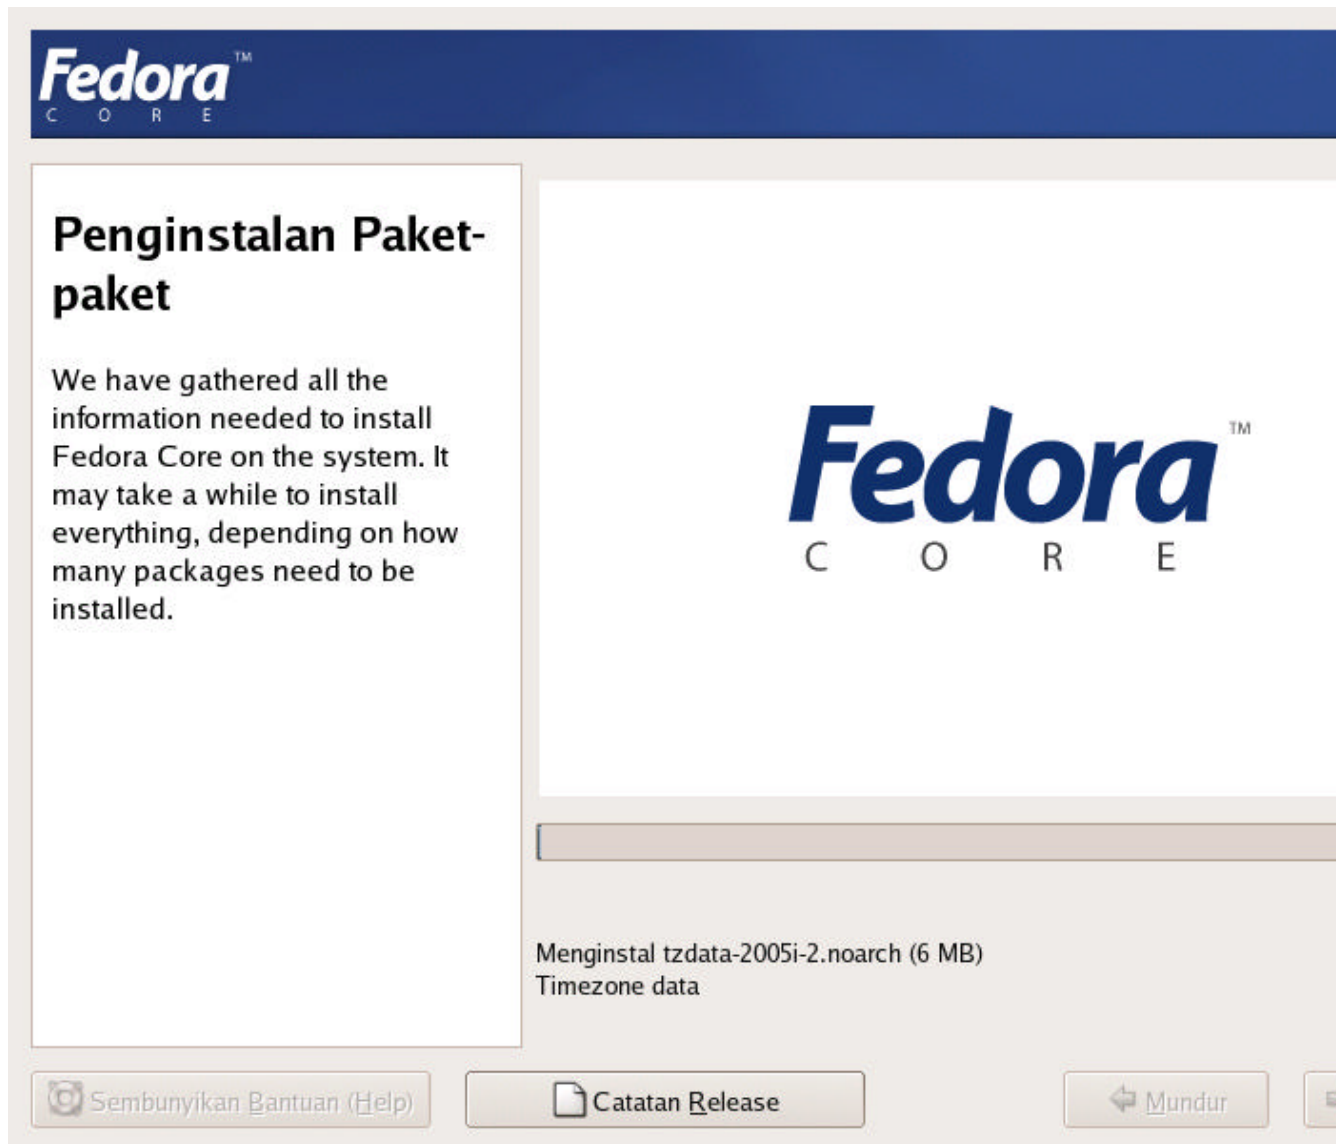 Fedora™
CORE
Penginstalan Paket-
paket
We have gathered all the
information needed to install
Fedora Core on the system. It
may take a while to install
everything, depending on how
many packages need to be
installed.
Fedora™
CORE
Menginstal tzdata-2005i-2.noarch (6 MB)
Timezone data
Sembunyikan Bantuan (Help)
Catatan Release
Mundur